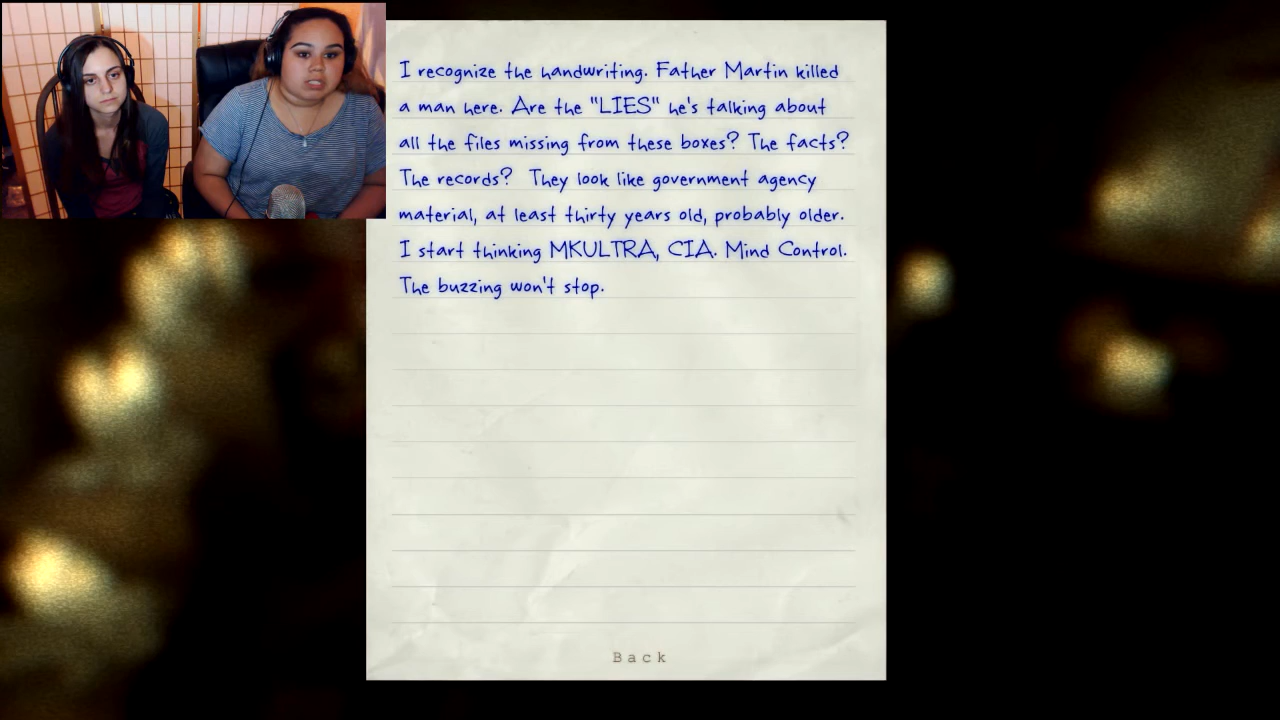 I recognize the handwriting. Father Martin killed
a man here. Are the "LIES" he's talking about
all the files missing from these boxes? The facts?
The records?  They look like government agency
material, at least thirty years old, probably older.
I start thinking MKULTRA, CIA. Mind Control.
The buzzing won't stop.
Back